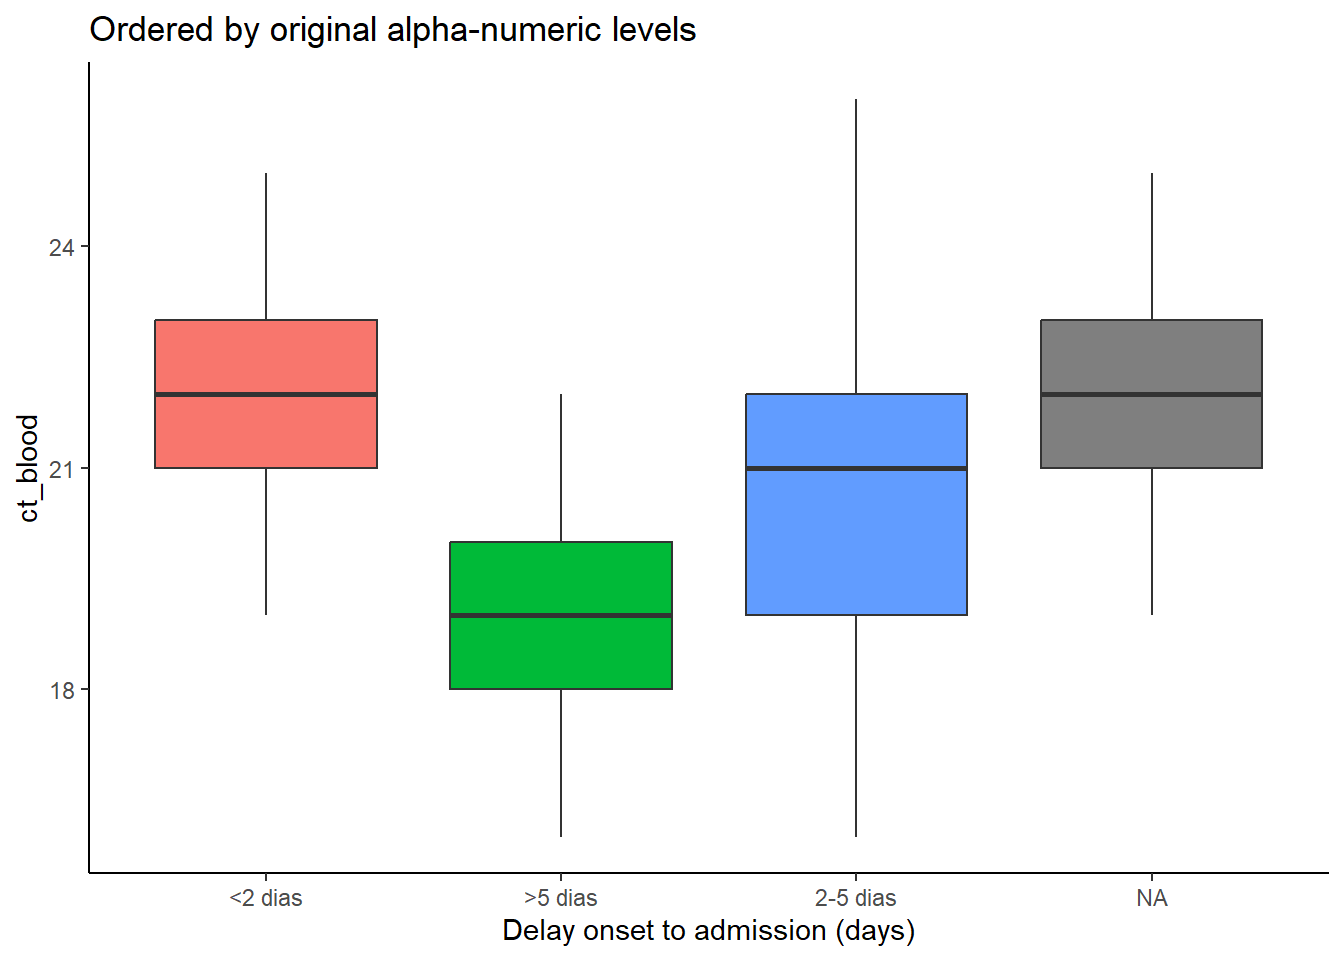 Ordered by original alpha-numeric levels
ct_blood
24
21
18
<2 dias
>5 dias
2-5 dias
NA
Delay onset to admission (days)